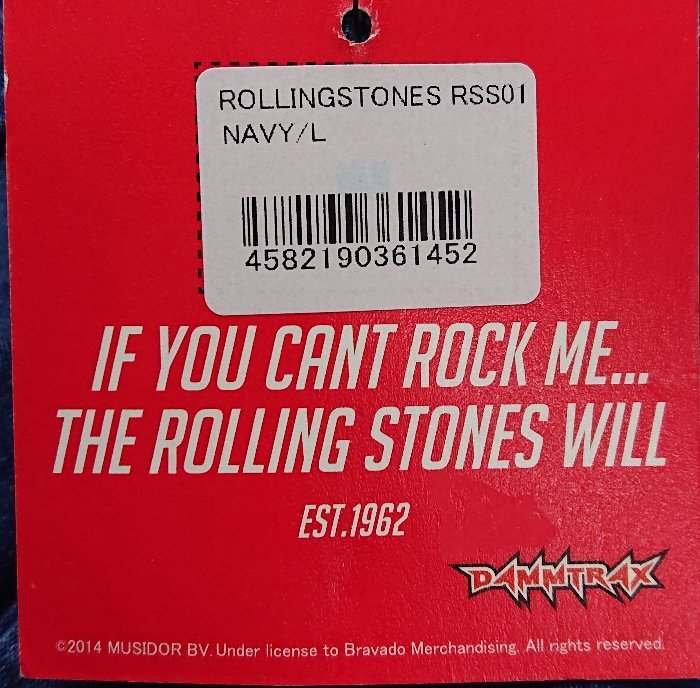 ROLLINGSTONES RSS01
NAVY/L
4582190361452
IF YOU CANT ROCK ME...
THE ROLLING STONES WILL
EST.1962
DAMMTRAX
©2014 MUSIDOR BV. Under license to Bravado Merchandising. All rights reserved.